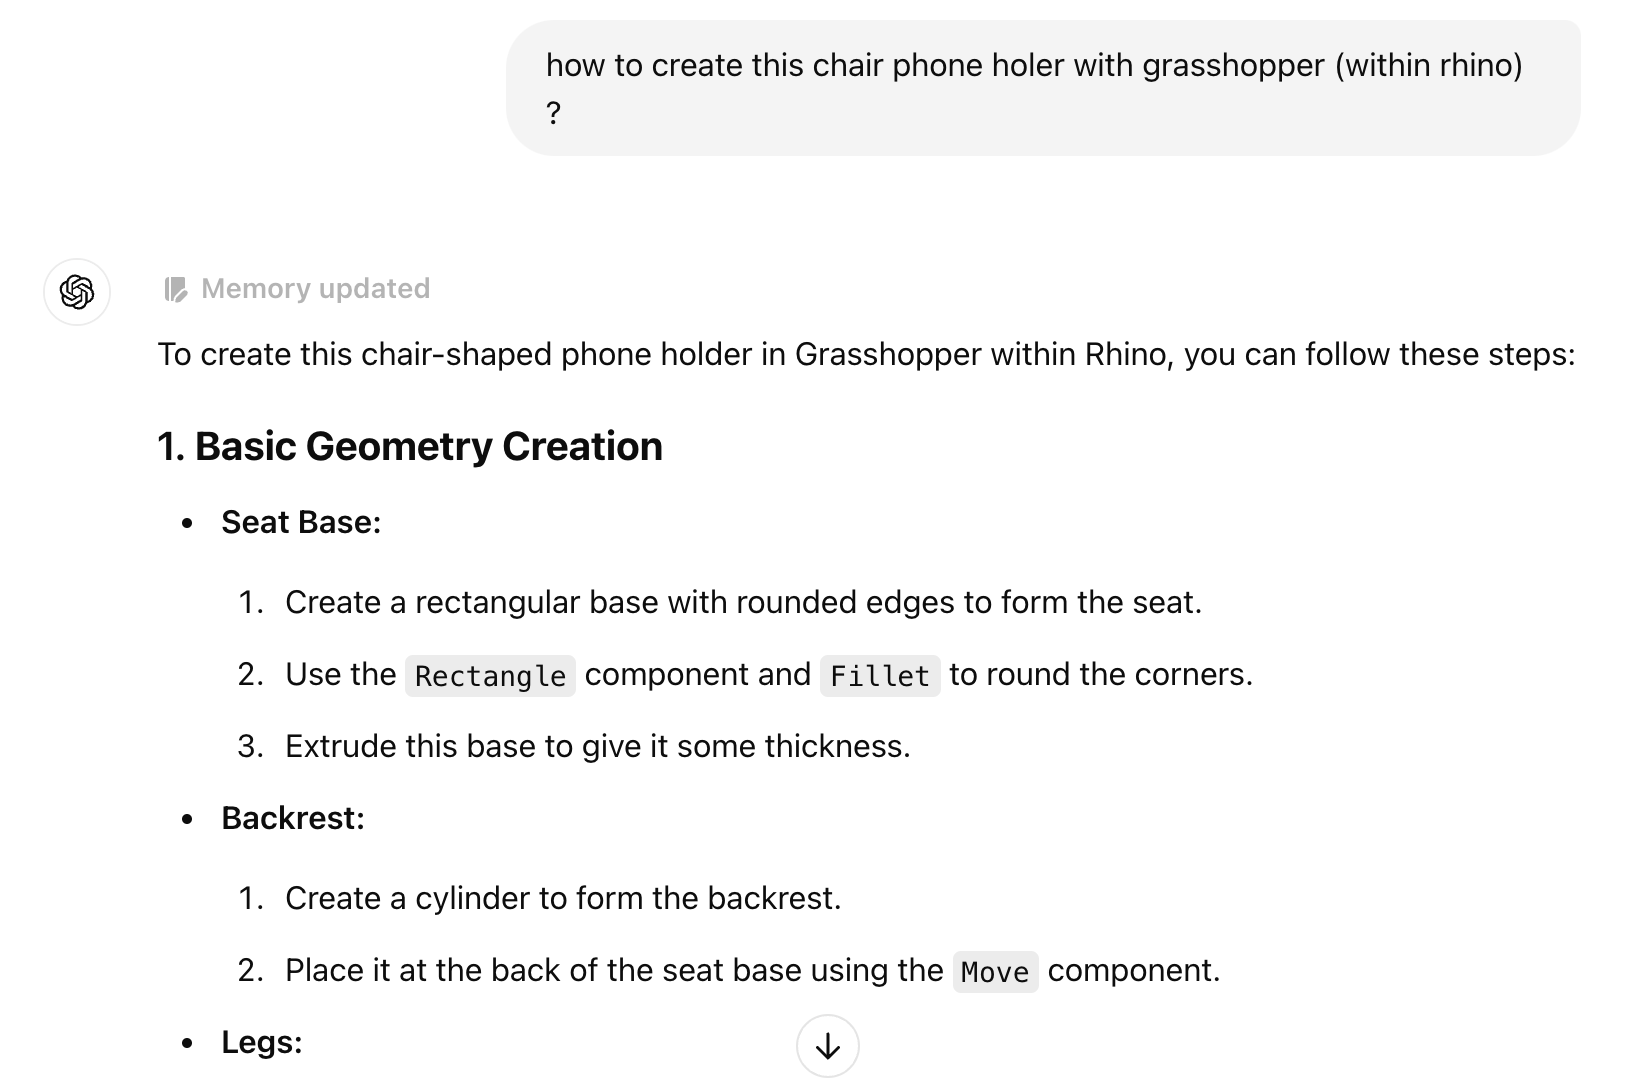 how to create this chair phone holer with grasshopper (within rhino)
?
Memory updated
To create this chair-shaped phone holder in Grasshopper within Rhino, you can follow these steps:
1. Basic Geometry Creation
• Seat Base:
1. Create a rectangular base with rounded edges to form the seat.
2. Use the Rectangle component and Fillet to round the corners.
3. Extrude this base to give it some thickness.
• Backrest:
1. Create a cylinder to form the backrest.
2. Place it at the back of the seat base using the Move component.
• Legs: